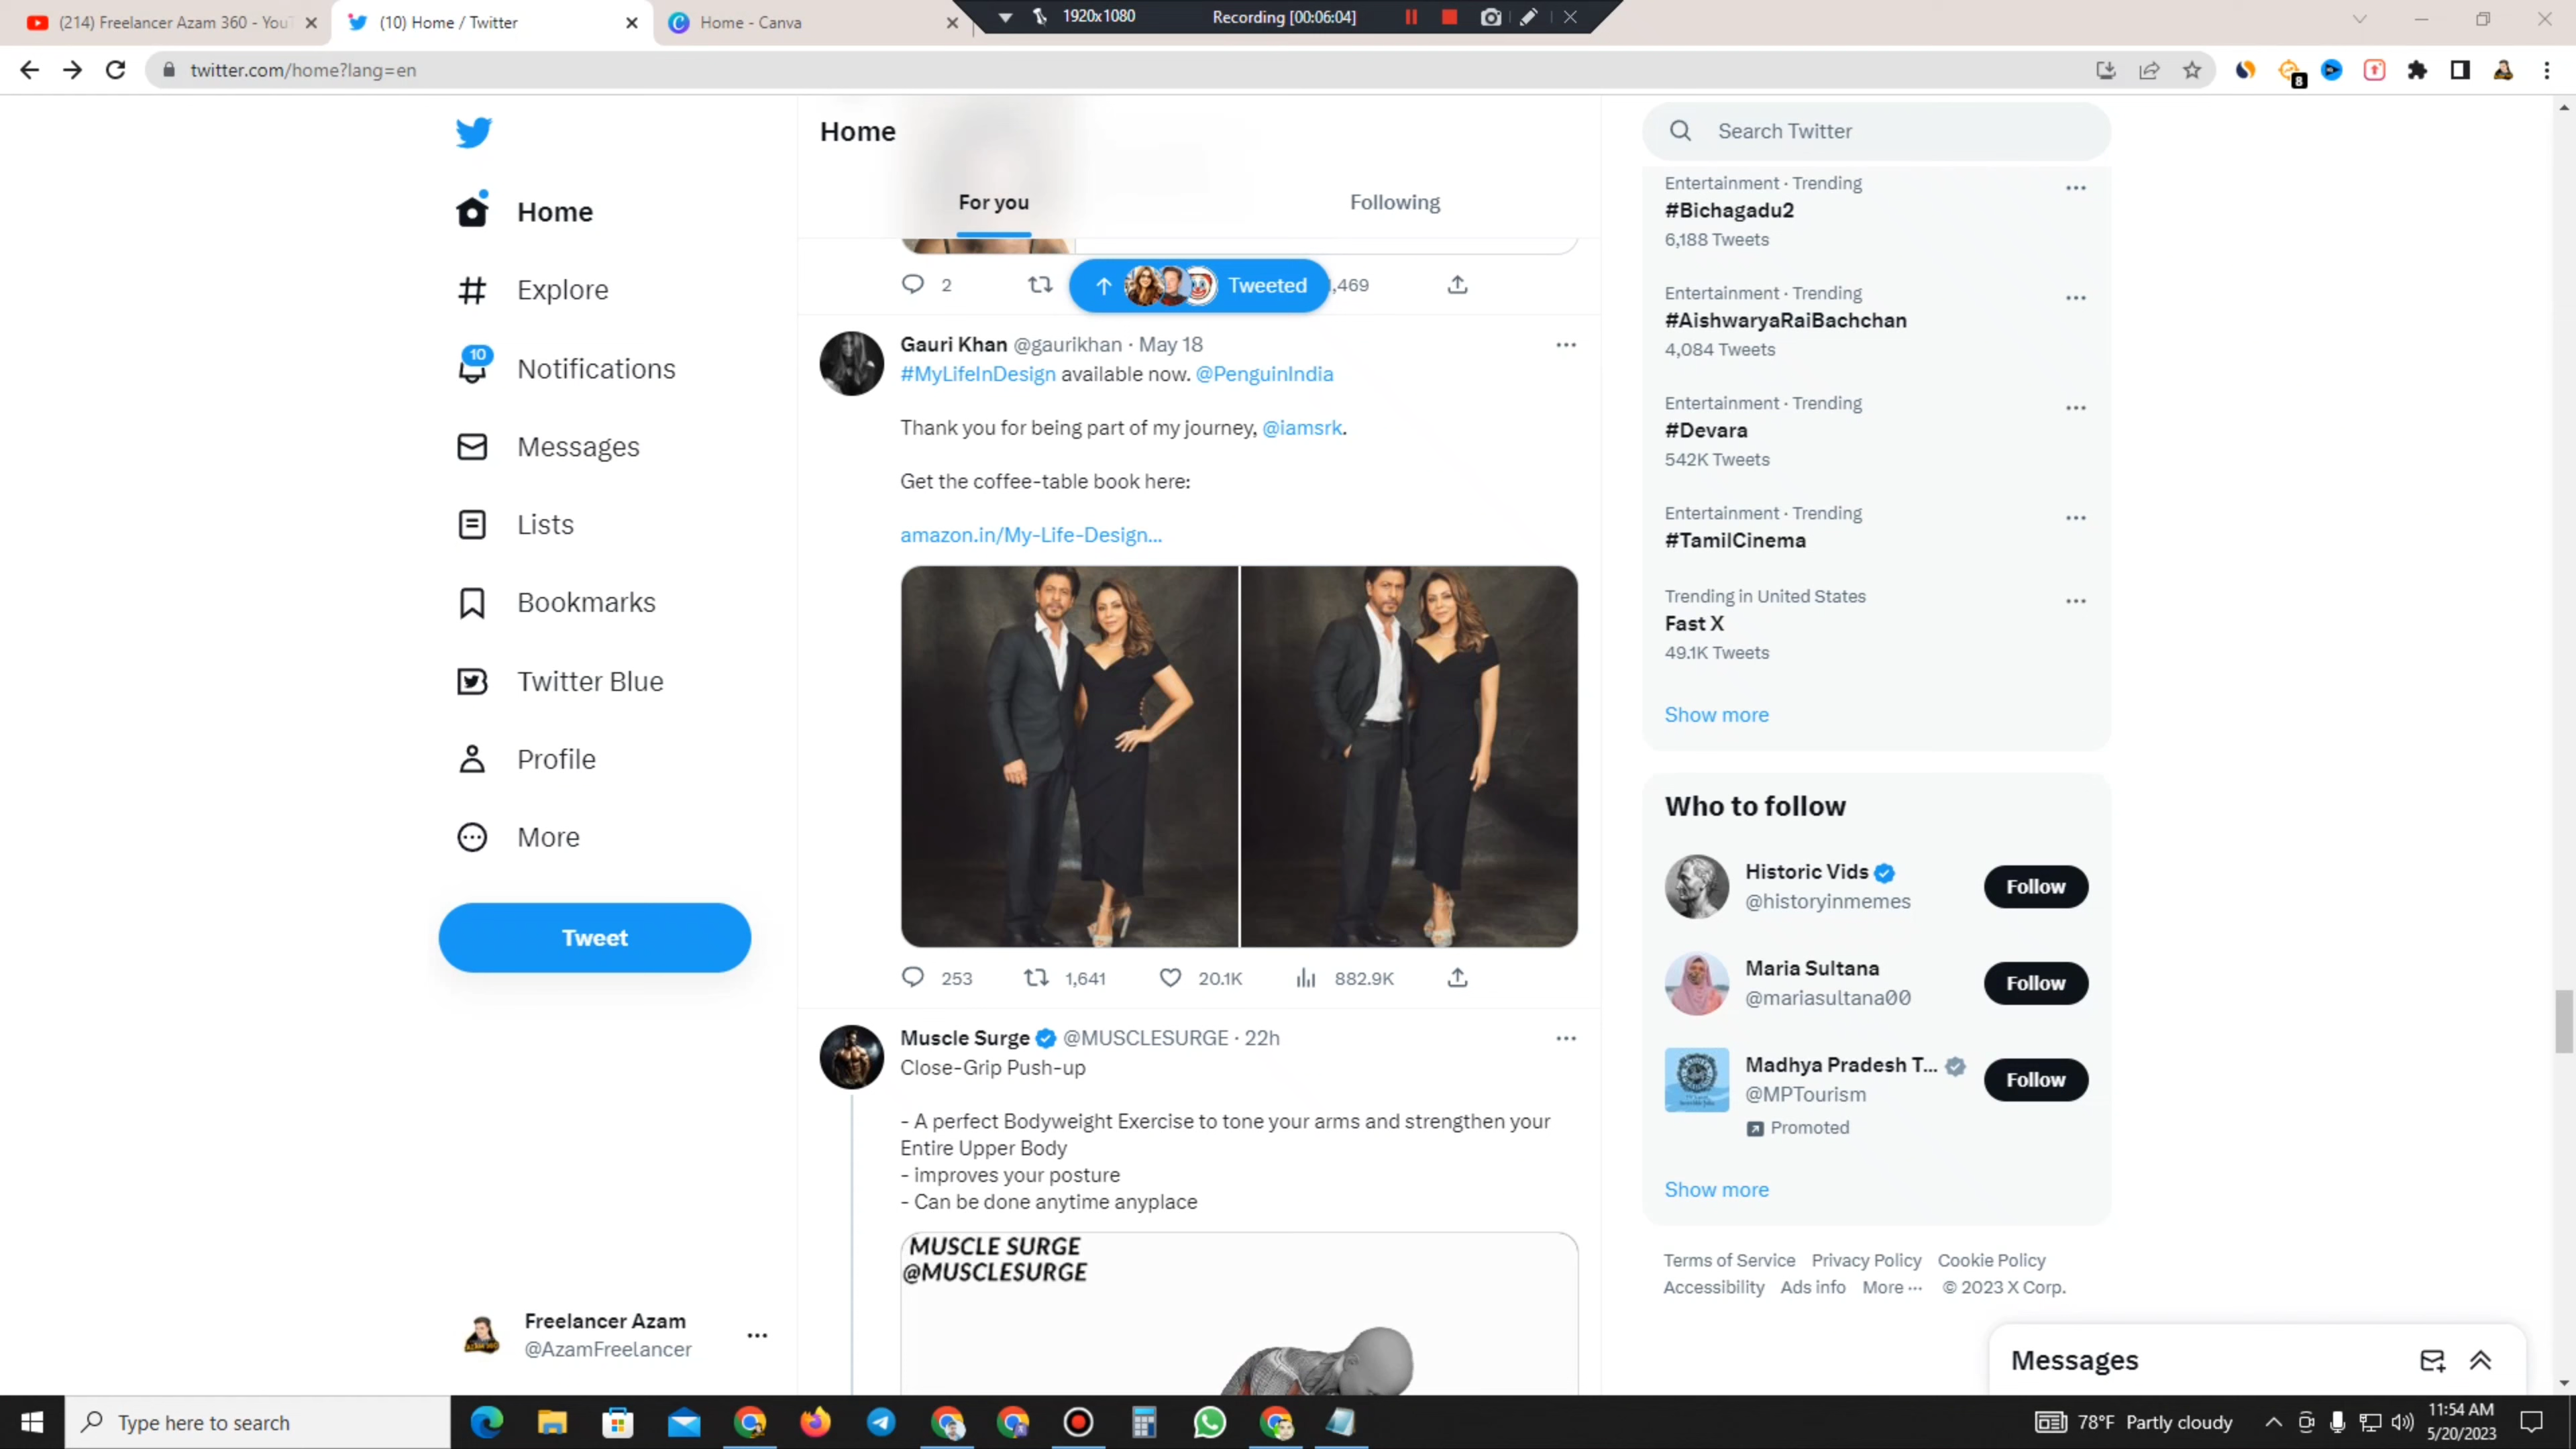 (214) Freelancer Azam 360 - YouT
(10) Home / Twitter
Home - Canva
1920x1080
Recording [00:06:04]
twitter.com/home?lang=en
8
Home
For you
Following
Home
Explore
10
Notifications
Messages
Lists
Bookmarks
Twitter Blue
Profile
More
Tweet
Freelancer Azam
@AzamFreelancer
2
Tweeted
,469
Gauri Khan @gaurikhan · May 18
#MyLifeInDesign available now. @PenguinIndia
Thank you for being part of my journey, @iamsrk.
Get the coffee-table book here:
amazon.in/My-Life-Design...
253
1,641
20.1K
882.9K
Muscle Surge @MUSCLESURGE · 22h
Close-Grip Push-up
- A perfect Bodyweight Exercise to tone your arms and strengthen your
Entire Upper Body
- improves your posture
- Can be done anytime anyplace
MUSCLE SURGE
@MUSCLESURGE
Search Twitter
Entertainment · Trending
#Bichagadu2
6,188 Tweets
Entertainment · Trending
#AishwaryaRaiBachchan
4,084 Tweets
Entertainment · Trending
#Devara
542K Tweets
Entertainment · Trending
#TamilCinema
Trending in United States
Fast X
49.1K Tweets
Show more
Who to follow
Historic Vids
@historyinmemes
Follow
Maria Sultana
@mariasultana00
Follow
Madhya Pradesh T...
@MPTourism
Follow
Promoted
Show more
Terms of Service Privacy Policy Cookie Policy
Accessibility Ads info More ··· © 2023 X Corp.
Messages
Type here to search
78°F Partly cloudy
11:54 AM
5/20/2023